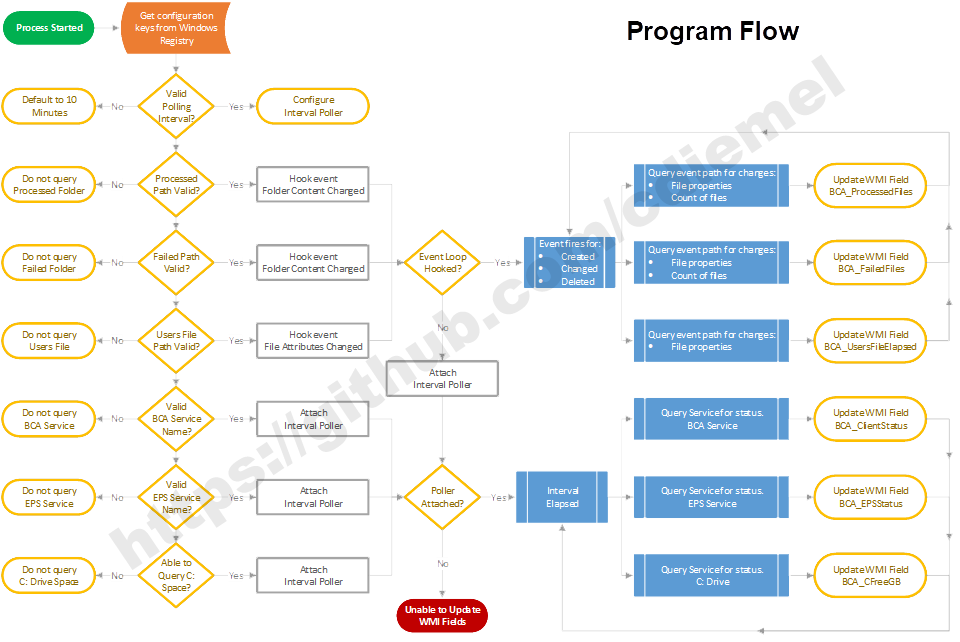 Program Flow
Process Started
Get configuration
keys from Windows
Registry
Default to 10
Minutes
No
Valid
Polling
Interval?
Yes
Configure
Interval Poller
Do not query
Processed Folder
No
Processed
Path Valid?
Yes
Hook event
Folder Content Changed
Do not query
Failed Folder
No
Failed Path
Valid?
Yes
Hook event
Folder Content Changed
Do not query
Users File
No
Users File
Path Valid?
Yes
Hook event
File Attributes Changed
Do not query
BCA Service
No
Valid
BCA Service
Name?
Yes
Attach
Interval Poller
Do not query
EPS Service
No
Valid
EPS Service
Name?
Yes
Attach
Interval Poller
Do not query
C: Drive Space
No
Able to
Query C:
Space?
Yes
Attach
Interval Poller
Event Loop
Hooked?
Yes
No
Attach
Interval Poller
Poller
Attached?
Yes
No
Unable to Update
WMI Fields
Event fires for:
• Created
• Changed
• Deleted
Query event path for changes:
• File properties
• Count of files
Update WMI Field
BCA_ProcessedFiles
Query event path for changes:
• File properties
• Count of files
Update WMI Field
BCA_FailedFiles
Query event path for changes:
• File properties
Update WMI Field
BCA_UsersFileElapsed
Interval
Elapsed
Query Service for status.
BCA Service
Update WMI Field
BCA_ClientStatus
Query Service for status.
EPS Service
Update WMI Field
BCA_EPSStatus
Query Service for status.
C: Drive
Update WMI Field
BCA_CFreeGB
https://github.com/cdiemel